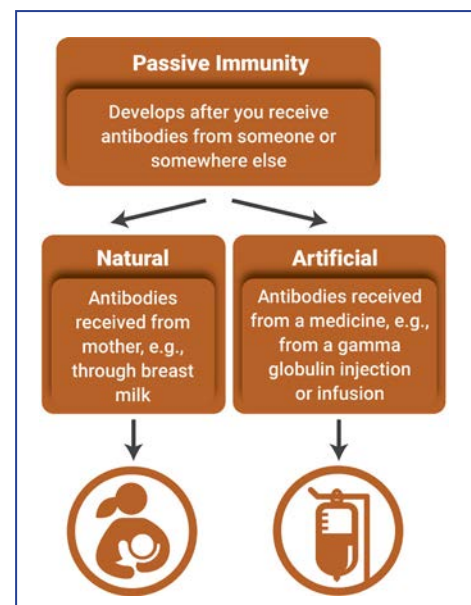 Passive Immunity
Develops after you receive
antibodies from someone or
somewhere else
Natural
Antibodies
received from
mother, e.g.,
through breast
milk
Artificial
Antibodies received
from a medicine, e.g.,
from a gamma
globulin injection
or infusion